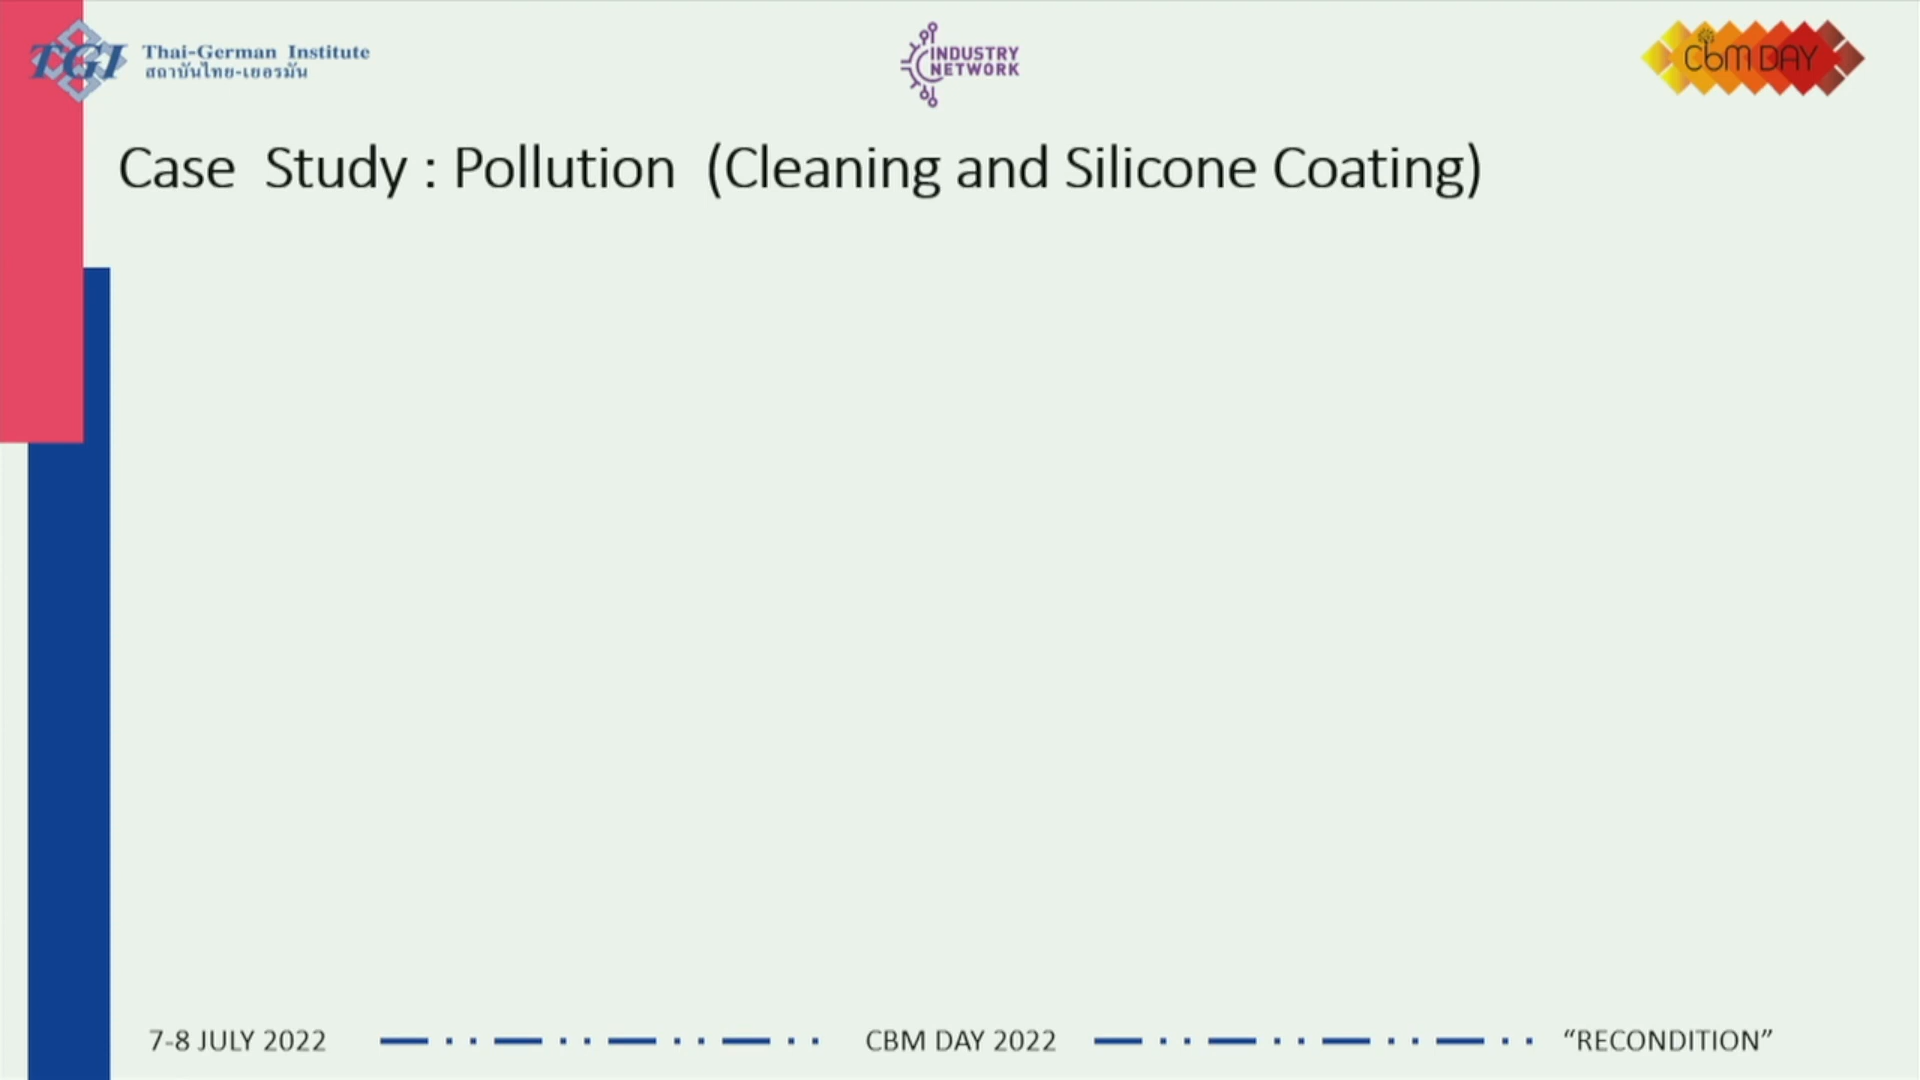 TGI
Thai-German Institute
สถาบันไทย-เยอรมัน
INDUSTRY
NETWORK
CbM DAY
Case Study : Pollution (Cleaning and Silicone Coating)
7-8 JULY 2022
CBM DAY 2022
“RECONDITION”